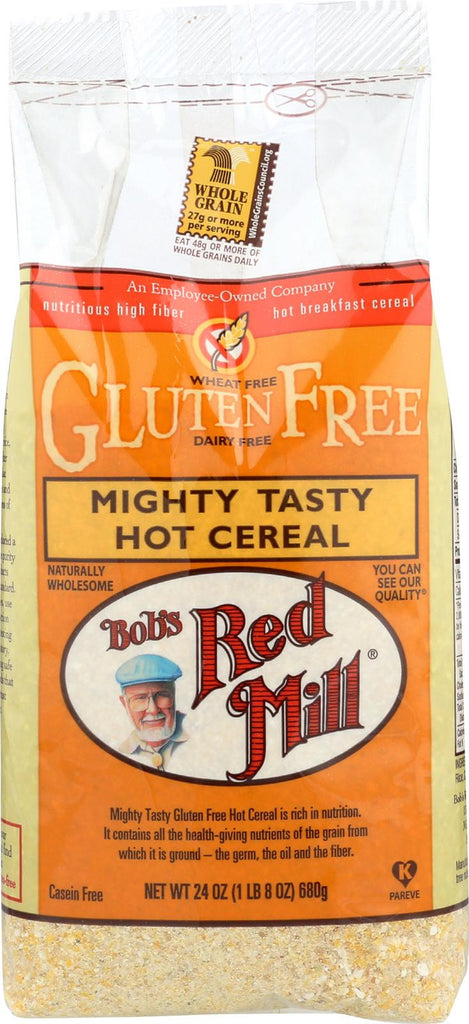 WHOLE
GRAIN
27g or more
per serving
WholeGrainsCouncil.org
EAT 48g OR MORE OF
WHOLE GRAINS DAILY
An Employee-Owned Company
nutritious high fiber
hot breakfast cereal
WHEAT FREE
GLUTEN FREE
DAIRY FREE
MIGHTY TASTY
HOT CEREAL
NATURALLY
WHOLESOME
YOU CAN
SEE OUR
QUALITY®
Bob's
Red
Mill®
Mighty Tasty Gluten Free Hot Cereal is rich in nutrition.
It contains all the health-giving nutrients of the grain from
which it is ground – the germ, the oil and the fiber.
Casein Free
NET WT 24 OZ (1 LB 8 OZ) 680g
K
PAREVE